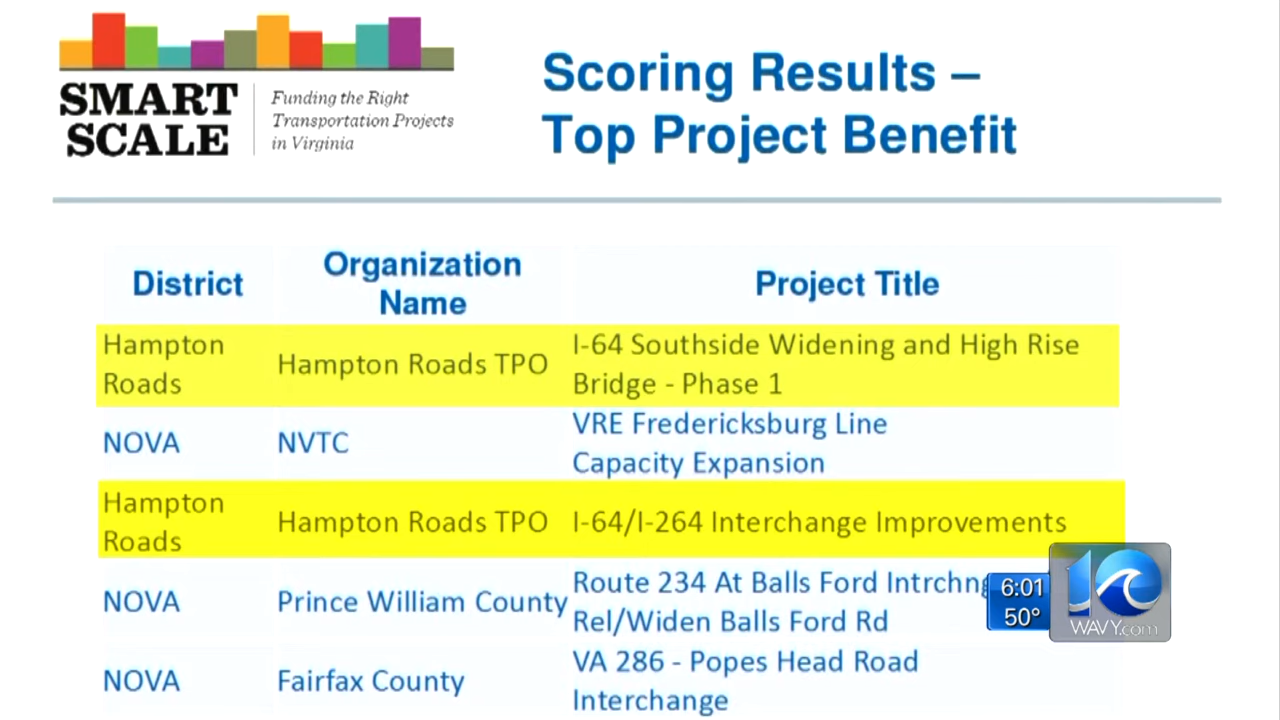 SMART
SCALE
Funding the Right
Transportation Projects
in Virginia
Scoring Results –
Top Project Benefit
District
Organization
Name
Project Title
Hampton
Roads
Hampton Roads TPO
I-64 Southside Widening and High Rise
Bridge - Phase 1
NOVA
NVTC
VRE Fredericksburg Line
Capacity Expansion
Hampton
Roads
Hampton Roads TPO
I-64/I-264 Interchange Improvements
NOVA
Prince William County
Route 234 At Balls Ford Intrchng
Rel/Widen Balls Ford Rd
NOVA
Fairfax County
VA 286 - Popes Head Road
Interchange
6:01
50°
10
WAVY.com